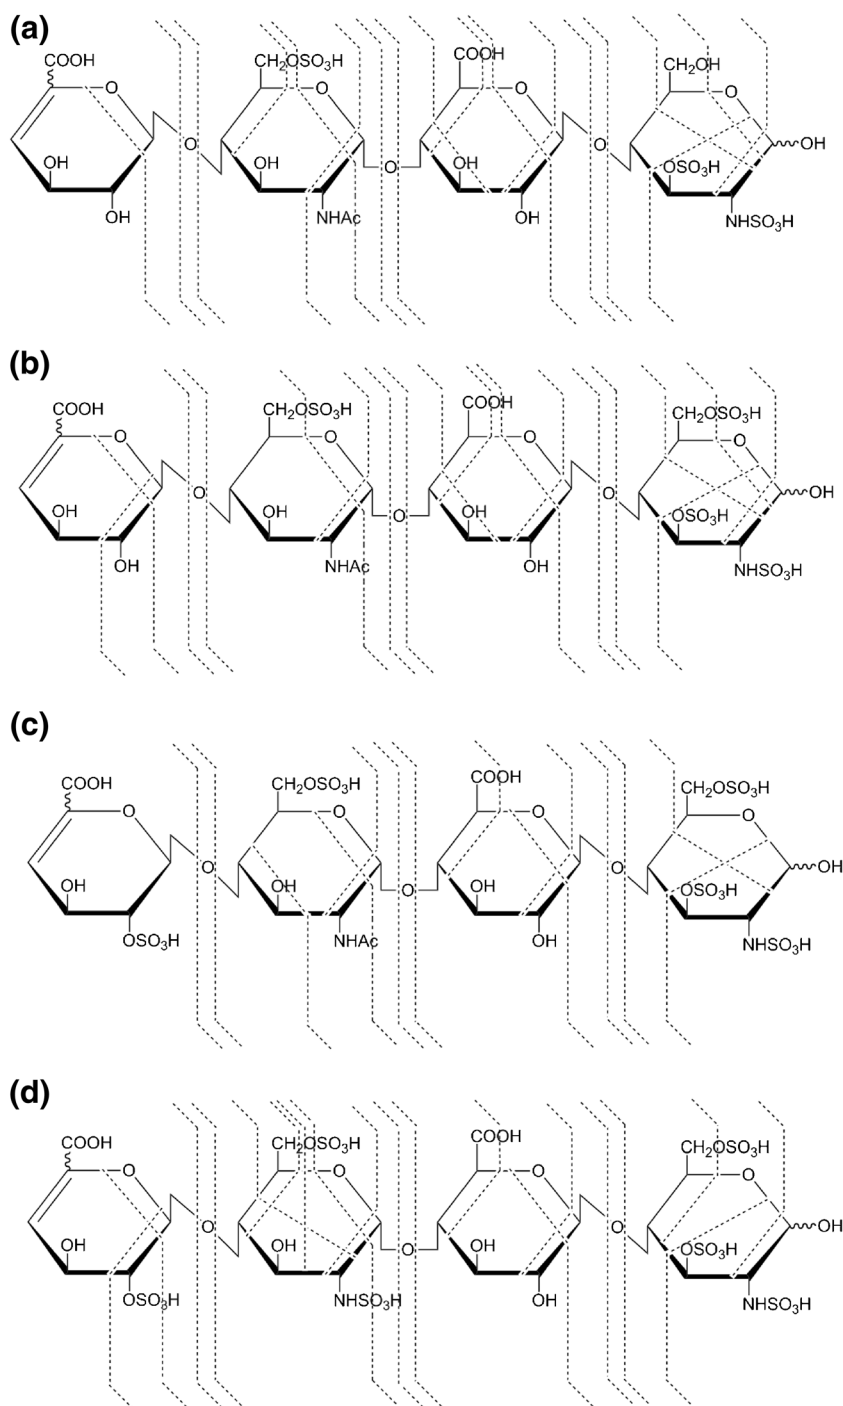 (a)
COOH CH2OSO3H COOH CH2OH
O O O O
OH O OH O OH O OSO3H OH
OH NHAc OH NHSO3H
(b)
COOH CH2OSO3H COOH CH2OSO3H
O O O O
OH O OH O OH O OSO3H OH
OH NHAc OH NHSO3H
(c)
COOH CH2OSO3H COOH CH2OSO3H
O O O O
OH O OH O OH O OSO3H OH
OSO3H NHAc OH NHSO3H
(d)
COOH CH2OSO3H COOH CH2OSO3H
O O O O
OH O OH O OH O OSO3H OH
OSO3H NHSO3H OH NHSO3H